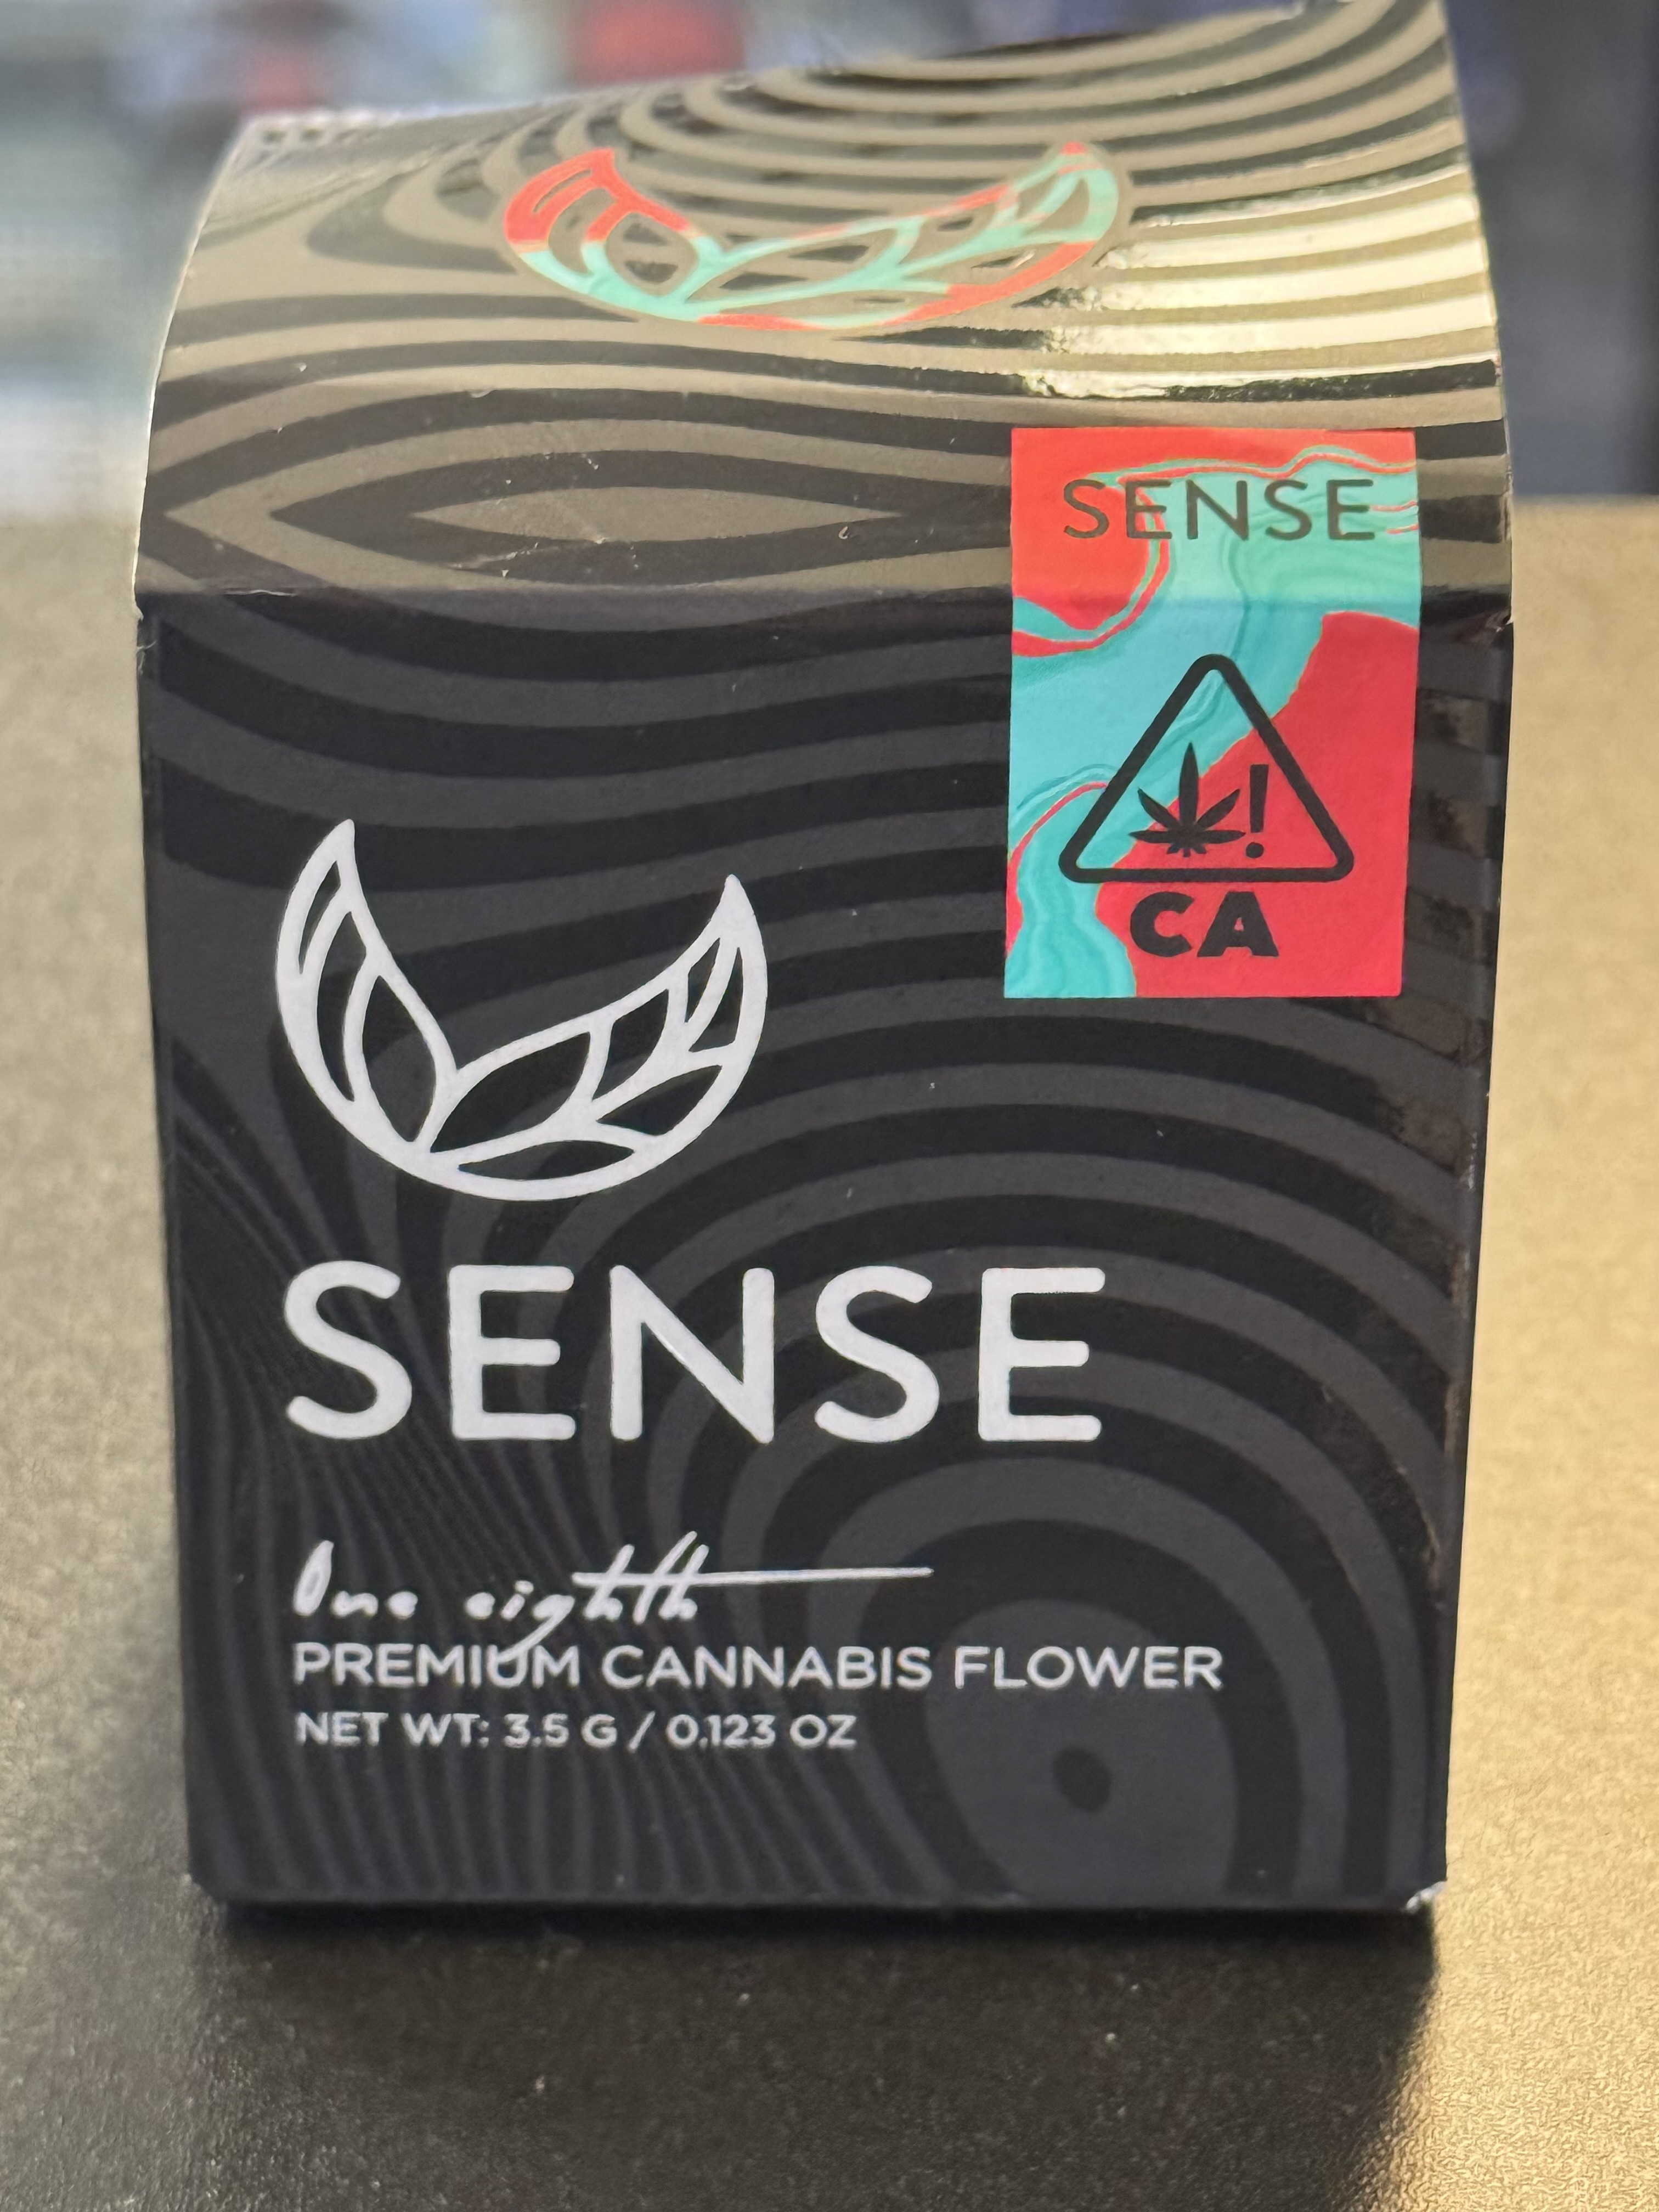 SENSE
CA
SENSE
One eighth
PREMIUM CANNABIS FLOWER
NET WT: 3.5 G / 0.123 OZ